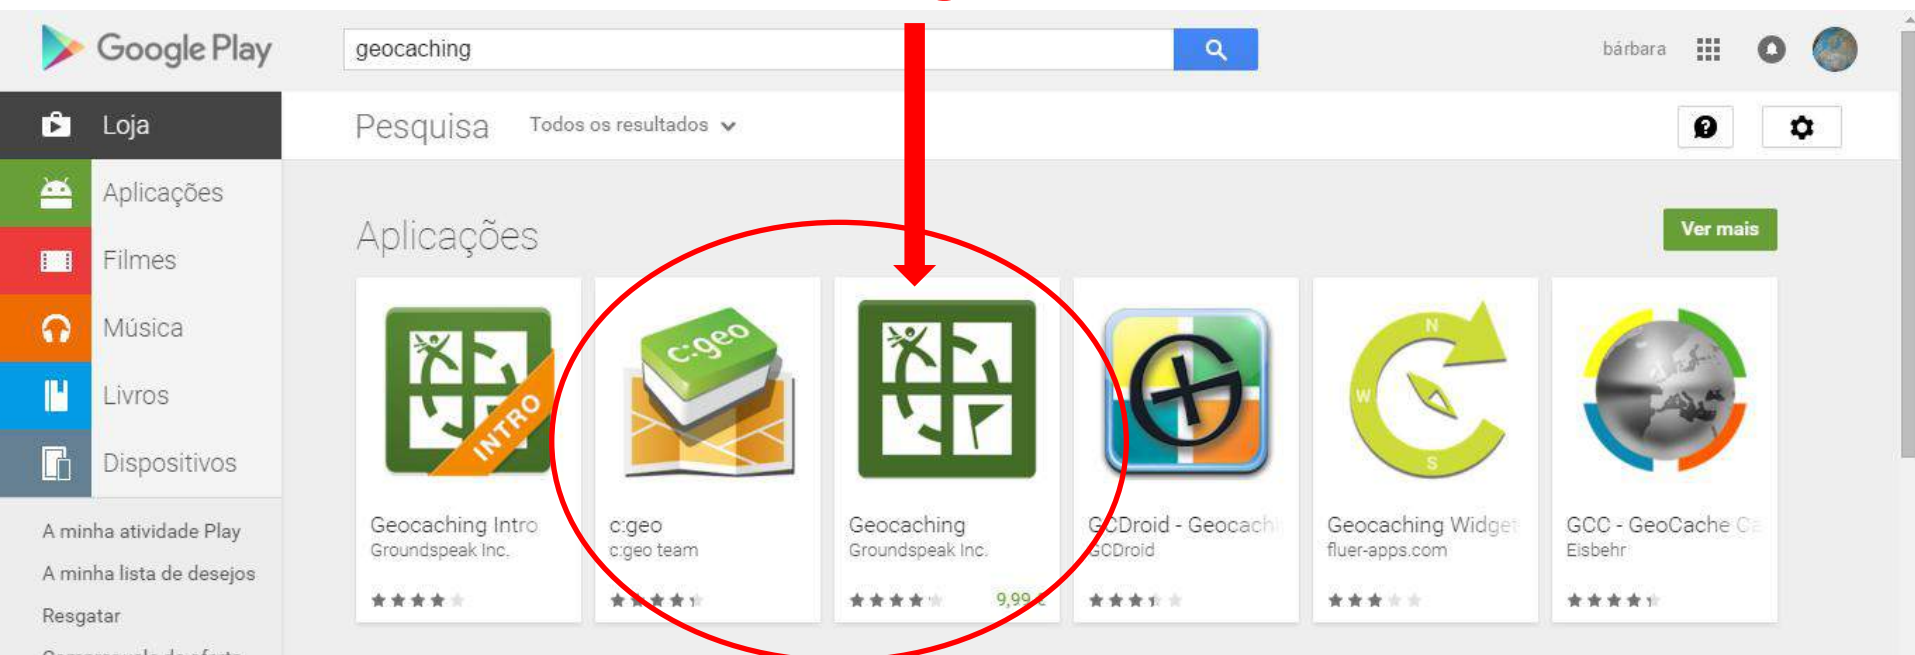 Google Play
geocaching
bárbara
Loja
Pesquisa
Todos os resultados
Aplicações
Filmes
Música
Livros
Dispositivos
A minha atividade Play
A minha lista de desejos
Resgatar
Aplicações
Ver mais
INTRO
Geocaching Intro
Groundspeak Inc.
c:geo
c:geo
c:geo team
Geocaching
Groundspeak Inc.
9,99 €
GCDroid - Geocachi
GCDroid
N
W
S
Geocaching Widget
fluer-apps.com
GCC - GeoCache Ca
Eisbehr